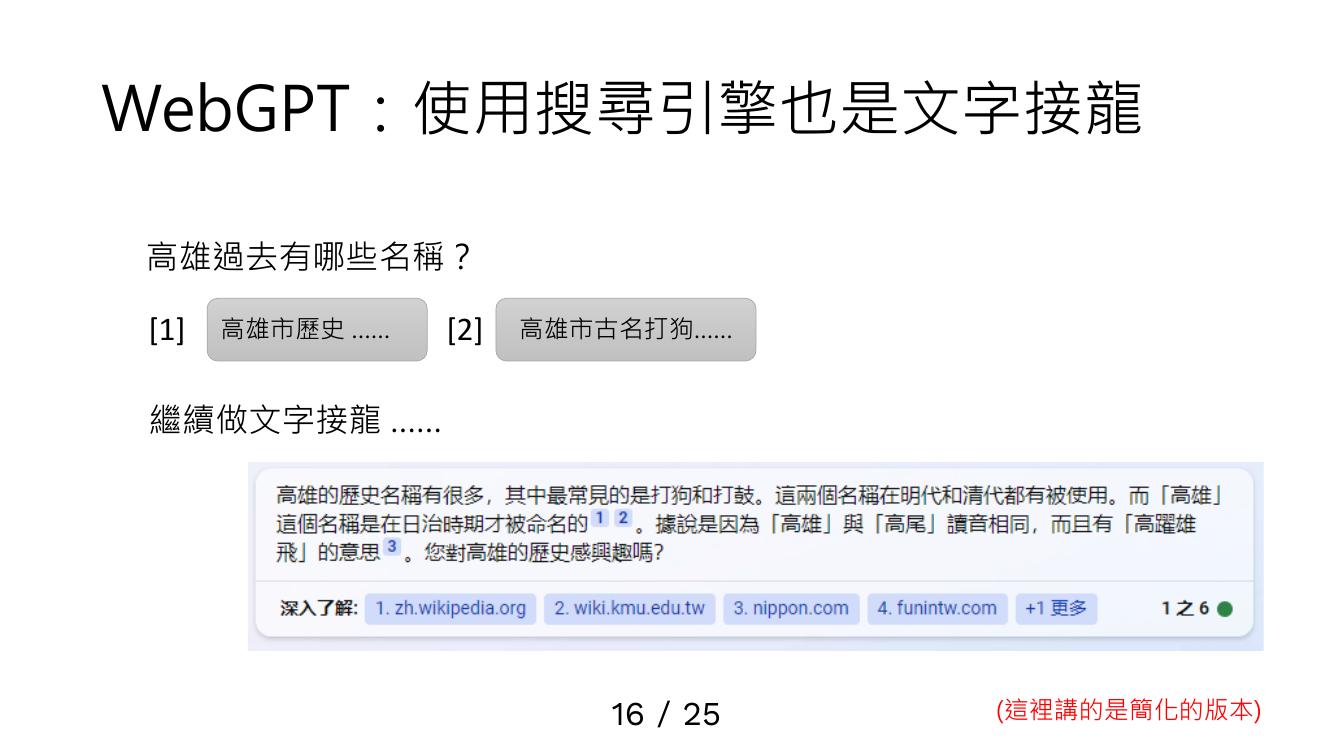 WebGPT：使用搜尋引擎也是文字接龍
高雄過去有哪些名稱？
[1] 高雄市歷史 …… [2] 高雄市古名打狗……
繼續做文字接龍 ……
高雄的歷史名稱有很多，其中最常見的是打狗和打鼓。這兩個名稱在明代和清代都有被使用。而「高雄」
這個名稱是在日治時期才被命名的 1 2 。據說是因為「高雄」與「高尾」讀音相同，而且有「高躍雄
飛」的意思 3 。您對高雄的歷史感興趣嗎?
深入了解: 1. zh.wikipedia.org 2. wiki.kmu.edu.tw 3. nippon.com 4. funintw.com +1 更多 1 之 6
16 / 25
(這裡講的是簡化的版本)